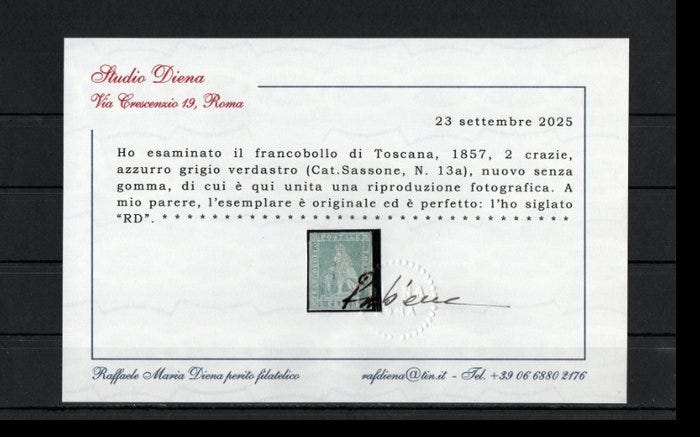 Studio Diena
Via Crescenzio 19, Roma
23 settembre 2025
Ho esaminato il francobollo di Toscana, 1857, 2 crazie,
azzurro grigio verdastro (Cat.Sassone, N. 13a), nuovo senza
gomma, di cui è qui unita una riproduzione fotografica. A
mio parere, l'esemplare è originale ed è perfetto: l'ho siglato
"RD". * * * * * * * * * * * * * * * * * * * * * * * * * * * * * * *
ROMA
Raffaele Maria Diena perito filatelico
rafdiena@tin.it - Tel. +39 06 6880 2176